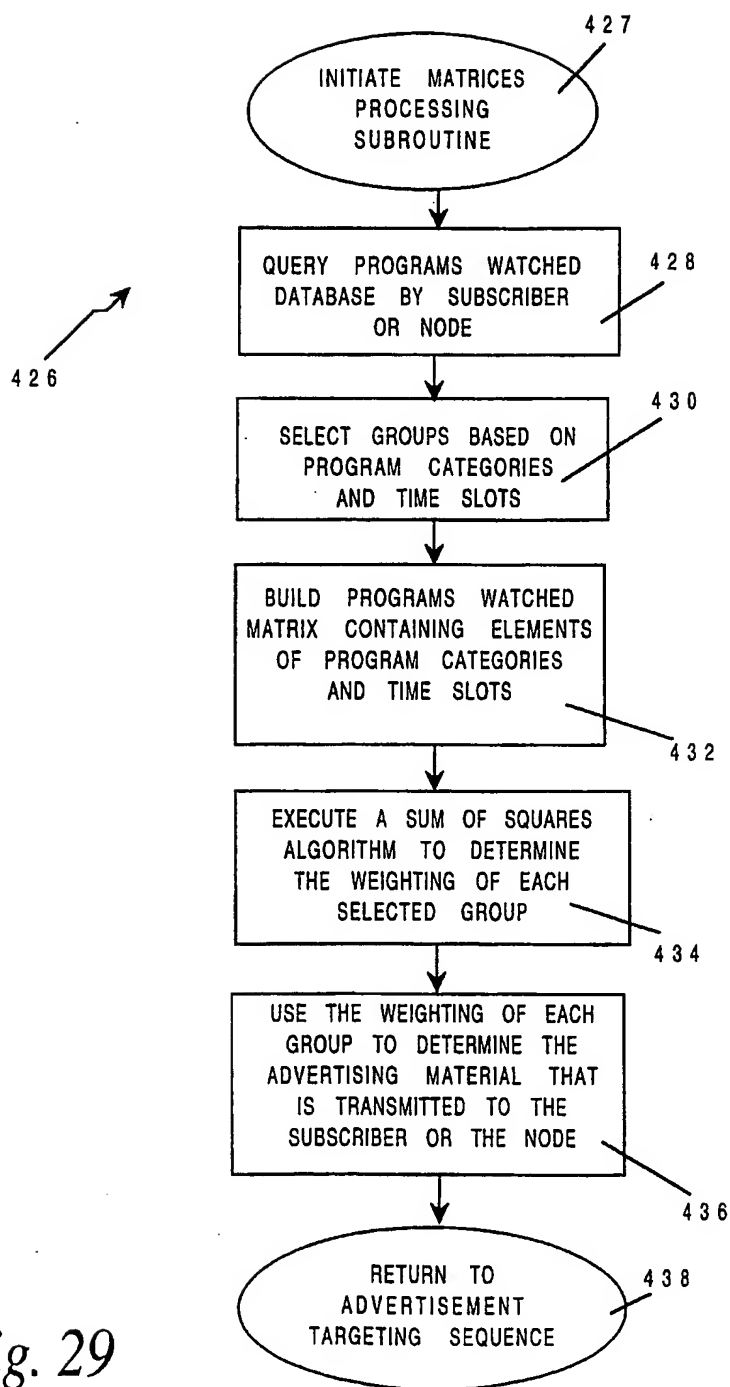 427
INITIATE MATRICES
PROCESSING
SUBROUTINE
QUERY PROGRAMS WATCHED
DATABASE BY SUBSCRIBER
OR NODE
428
426
430
SELECT GROUPS BASED ON
PROGRAM CATEGORIES
AND TIME SLOTS
BUILD PROGRAMS WATCHED
MATRIX CONTAINING ELEMENTS
OF PROGRAM CATEGORIES
AND TIME SLOTS
432
EXECUTE A SUM OF SQUARES
ALGORITHM TO DETERMINE
THE WEIGHTING OF EACH
SELECTED GROUP
434
USE THE WEIGHTING OF EACH
GROUP TO DETERMINE THE
ADVERTISING MATERIAL THAT
IS TRANSMITTED TO THE
SUBSCRIBER OR THE NODE
436
RETURN TO
ADVERTISEMENT
TARGETING SEQUENCE
438
ig. 29